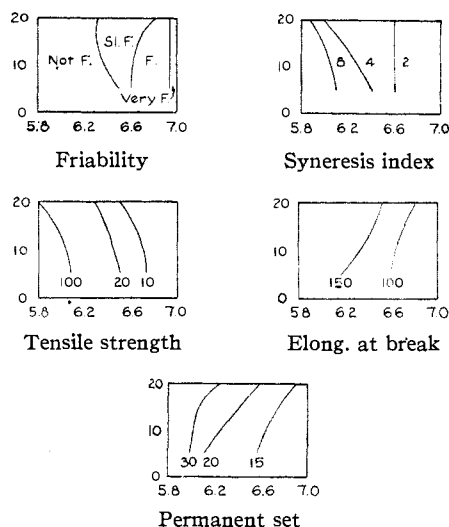 20
Sl. F.
10
Not F.
F.
Very F.
0
5.8 6.2 6.6 7.0
Friability
20
10
8 4 2
0
5.8 6.2 6.6 7.0
Syneresis index
20
10
100 20 10
0
5.8 6.2 6.6 7.0
Tensile strength
20
10
150 100
0
5.8 6.2 6.6 7.0
Elong. at break
20
10
30 20 15
0
5.8 6.2 6.6 7.0
Permanent set